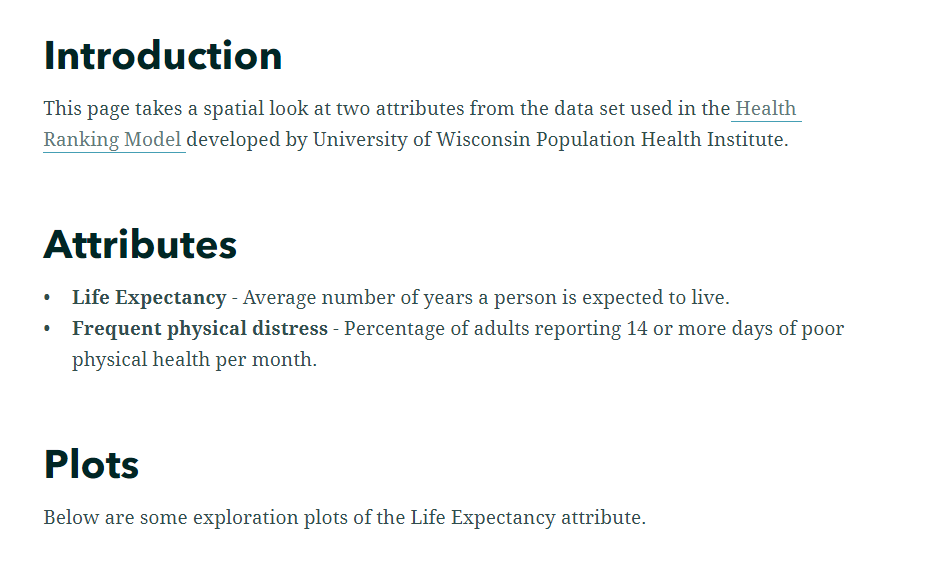 Introduction
This page takes a spatial look at two attributes from the data set used in the Health
Ranking Model developed by University of Wisconsin Population Health Institute.
Attributes
• Life Expectancy - Average number of years a person is expected to live.
• Frequent physical distress - Percentage of adults reporting 14 or more days of poor
physical health per month.
Plots
Below are some exploration plots of the Life Expectancy attribute.